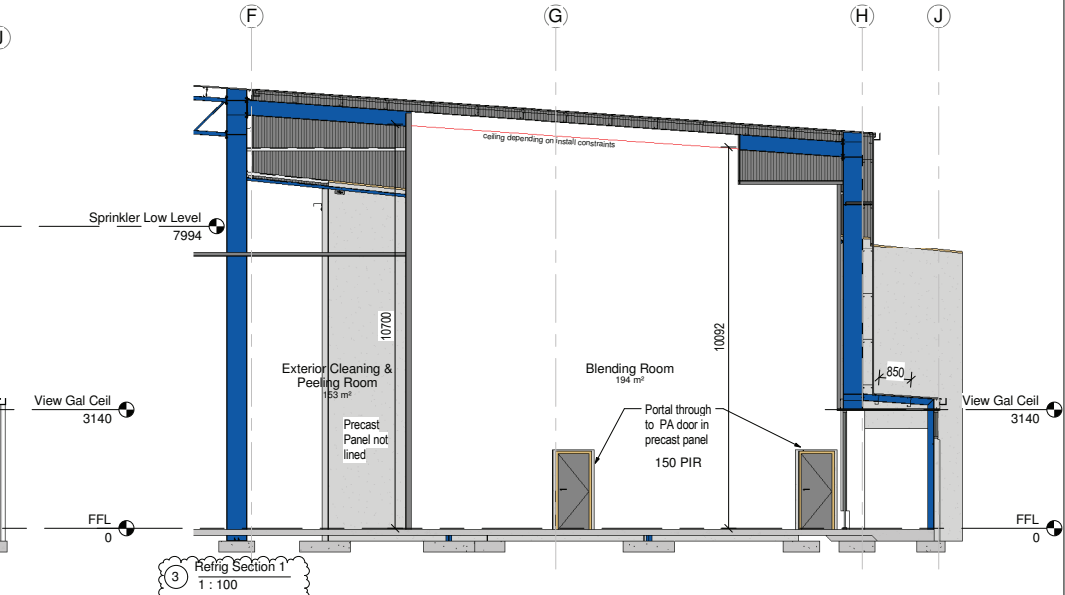 F
G
H
J
ceiling depending on install constraints
Sprinkler Low Level
7994
10700
10092
Exterior Cleaning &
Peeling Room
153 m²
Blending Room
194 m²
850
View Gal Ceil
3140
View Gal Ceil
3140
Precast
Panel not
lined
Portal through
to PA door in
precast panel
150 PIR
FFL
0
FFL
0
3
Refrig Section 1
1 : 100